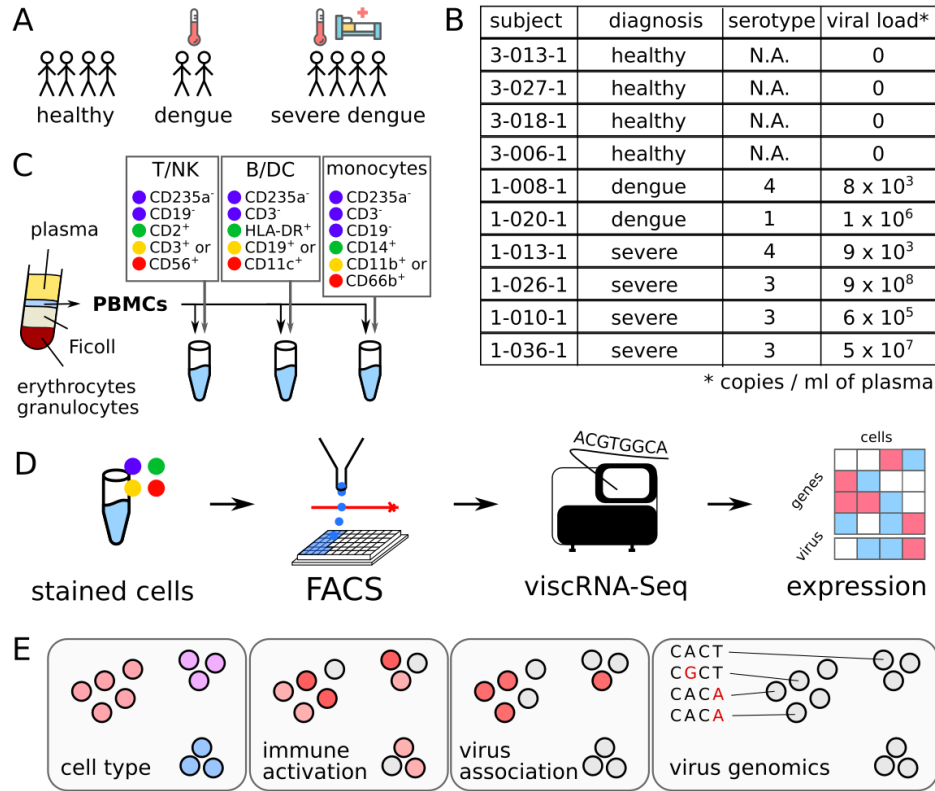 A
healthy
dengue
severe dengue
B
subject diagnosis serotype viral load*
3-013-1 healthy N.A. 0
3-027-1 healthy N.A. 0
3-018-1 healthy N.A. 0
3-006-1 healthy N.A. 0
1-008-1 dengue 4 8 x 10³
1-020-1 dengue 1 1 x 10⁶
1-013-1 severe 4 9 x 10³
1-026-1 severe 3 9 x 10⁸
1-010-1 severe 3 6 x 10⁵
1-036-1 severe 3 5 x 10⁷
* copies / ml of plasma
C
plasma
PBMCs
Ficoll
erythrocytes
granulocytes
T/NK
CD235a⁻
CD19⁻
CD2⁺
CD3⁺ or
CD56⁺
B/DC
CD235a⁻
CD3⁻
HLA-DR⁺
CD19⁺ or
CD11c⁺
monocytes
CD235a⁻
CD3⁻
CD19⁻
CD14⁺
CD11b⁺ or
CD66b⁺
D
stained cells
FACS
ACGTGGCA
viscRNA-Seq
cells
genes
virus
expression
E
cell type
immune
activation
virus
association
CACT
CGCT
CACA
CACA
virus genomics